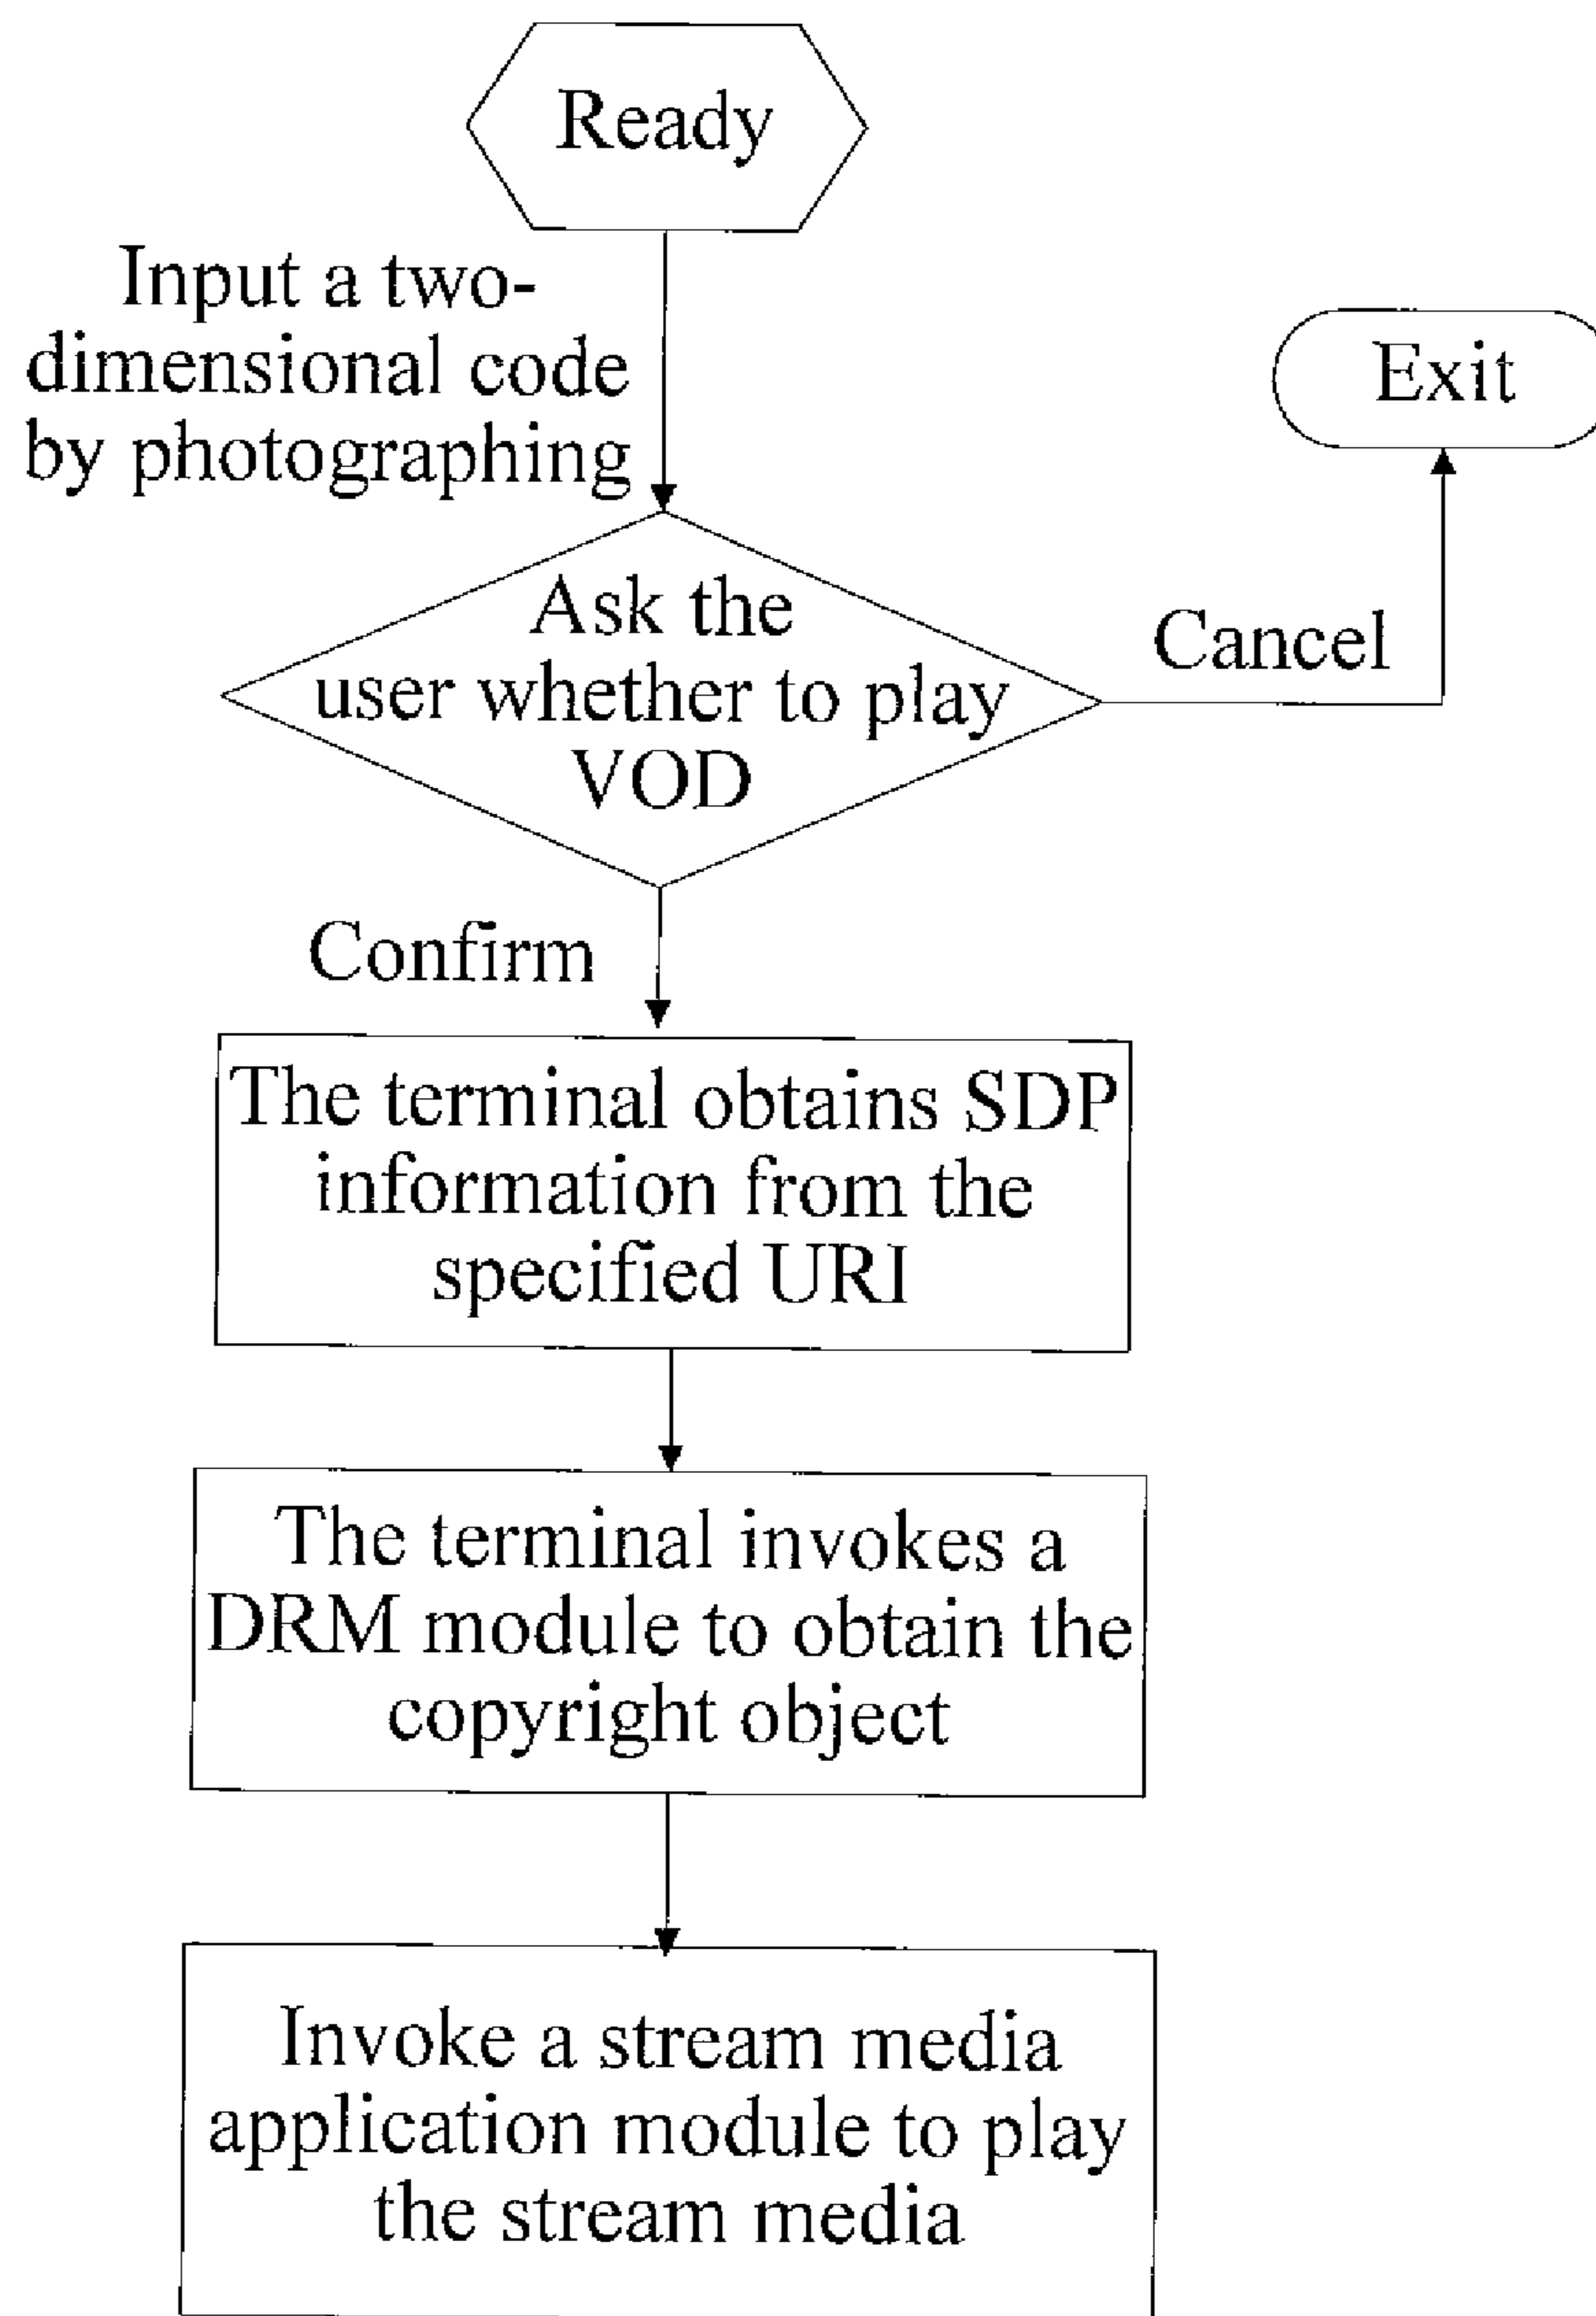 Ready
Input a two-
dimensional code
by photographing
Exit
Ask the
user whether to play
VOD
Cancel
Confirm
The terminal obtains SDP
information from the
specified URI
The terminal invokes a
DRM module to obtain the
copyright object
Invoke a stream media
application module to play
the stream media